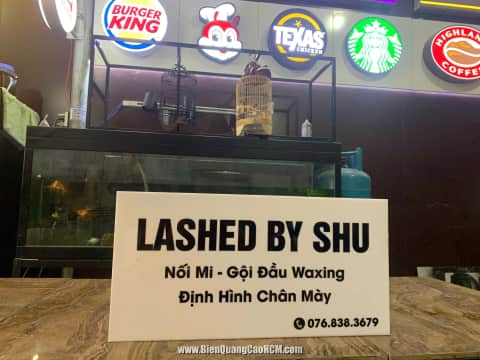 BURGER
KING
TEXAS
CHICKEN
HIGHLANDS
COFFEE
LASHED BY SHU
Nối Mi - Gội Đầu Waxing
Định Hình Chân Mày
076.838.3679
www.BienQuangCaoHCM.com